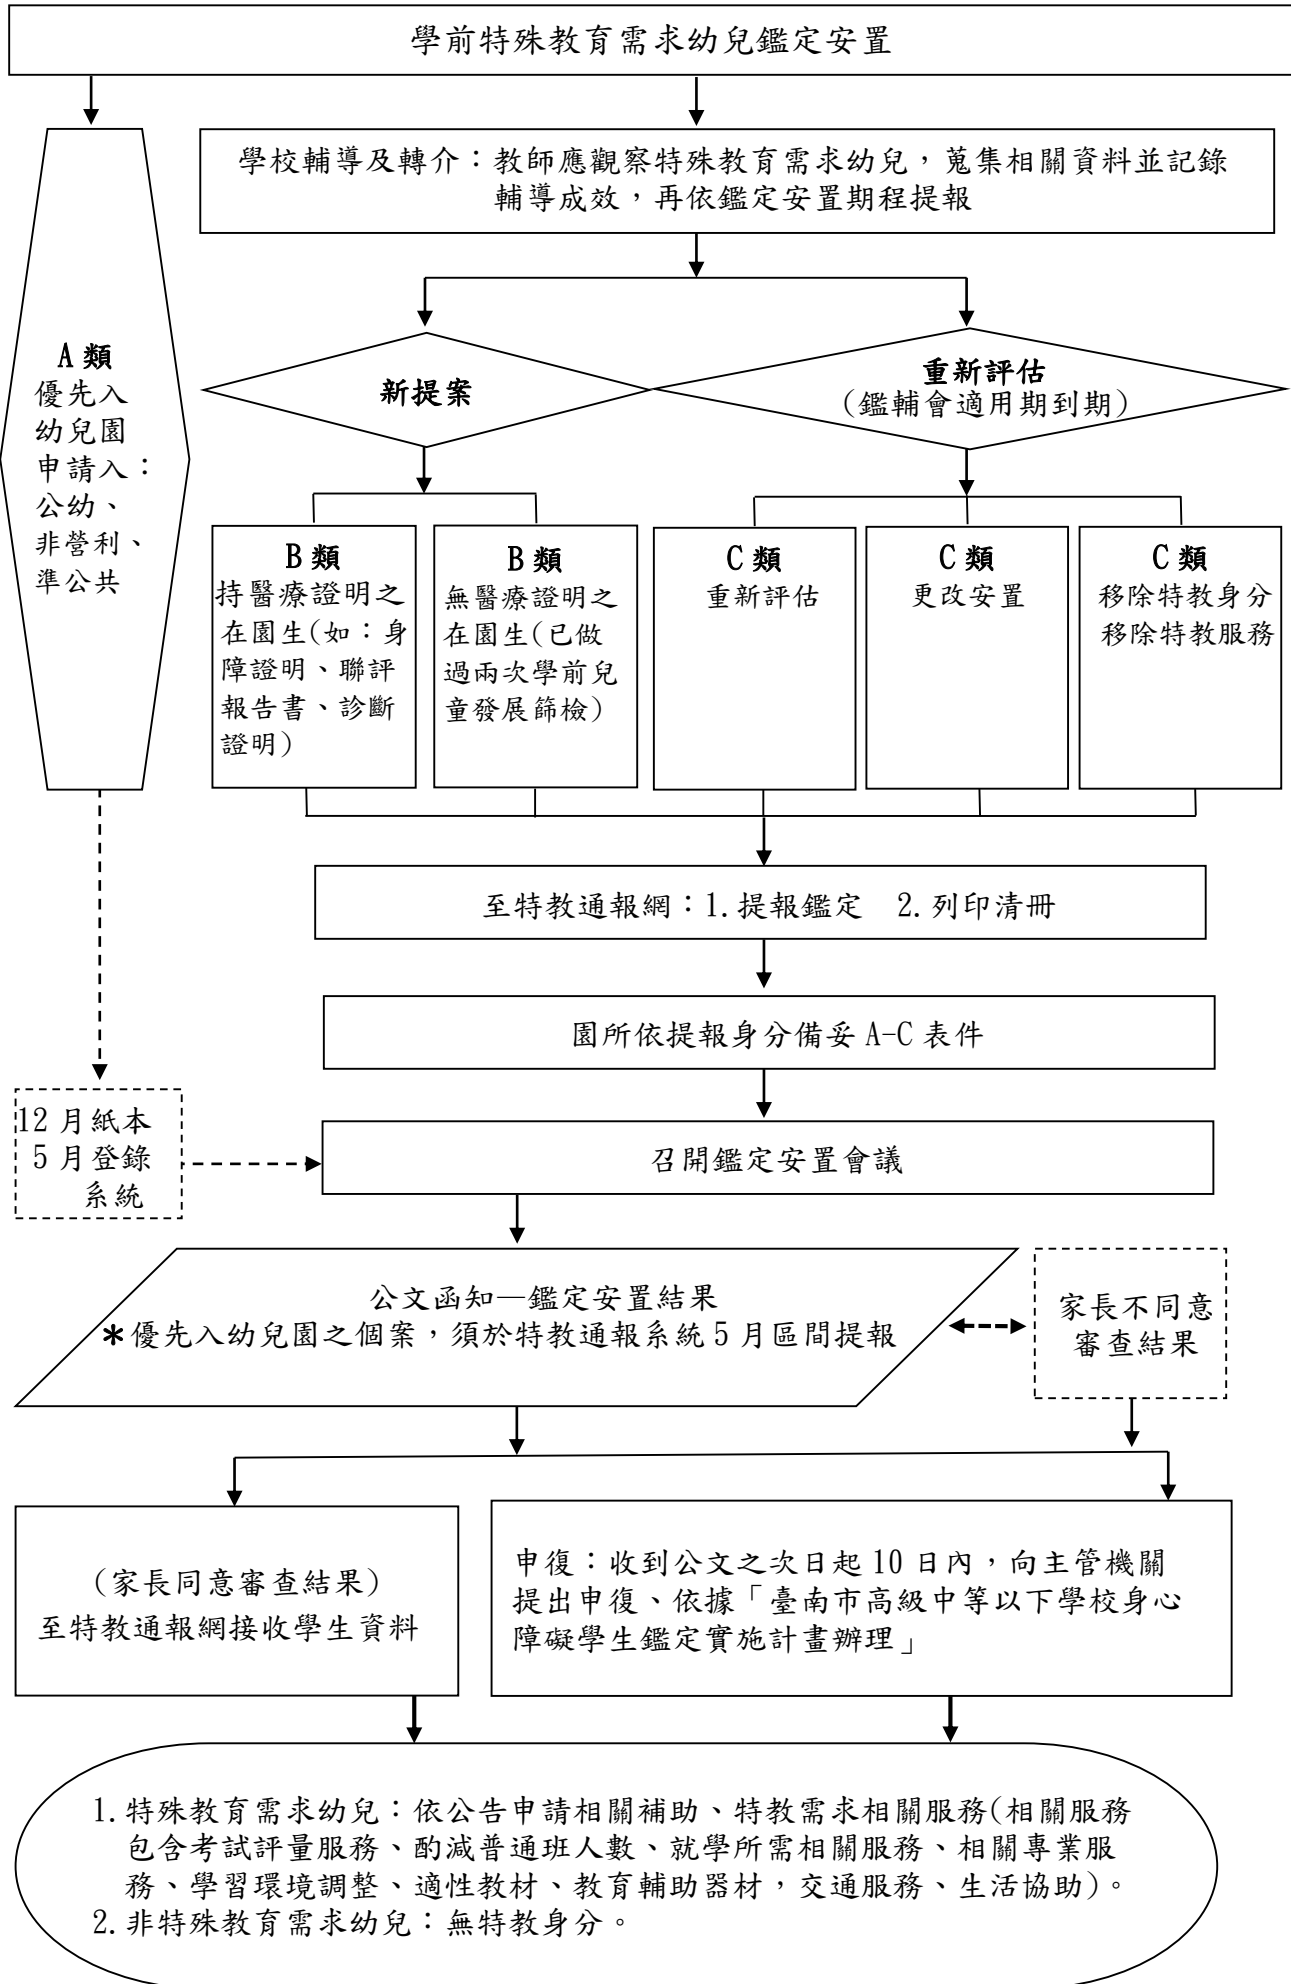 學前特殊教育需求幼兒鑑定安置
學校輔導及轉介：教師應觀察特殊教育需求幼兒，蒐集相關資料並記錄
輔導成效，再依鑑定安置期程提報
A 類
優先入
幼兒園
申請入：
公幼、
非營利、
準公共
新提案
重新評估
(鑑輔會適用期到期)
B 類
持醫療證明之
在園生(如：身
障證明、聯評
報告書、診斷
證明)
B 類
無醫療證明之
在園生(已做
過兩次學前兒
童發展篩檢)
C 類
重新評估
C 類
更改安置
C 類
移除特教身分
移除特教服務
至特教通報網：1.提報鑑定　2.列印清冊
園所依提報身分備妥 A-C 表件
12 月紙本
5 月登錄
系統
召開鑑定安置會議
公文函知—鑑定安置結果
＊優先入幼兒園之個案，須於特教通報系統 5 月區間提報
家長不同意
審查結果
(家長同意審查結果)
至特教通報網接收學生資料
申復：收到公文之次日起 10 日內，向主管機關
提出申復、依據「臺南市高級中等以下學校身心
障礙學生鑑定實施計畫辦理」
1.特殊教育需求幼兒：依公告申請相關補助、特教需求相關服務(相關服務
包含考試評量服務、酌減普通班人數、就學所需相關服務、相關專業服
務、學習環境調整、適性教材、教育輔助器材，交通服務、生活協助)。
2.非特殊教育需求幼兒：無特教身分。